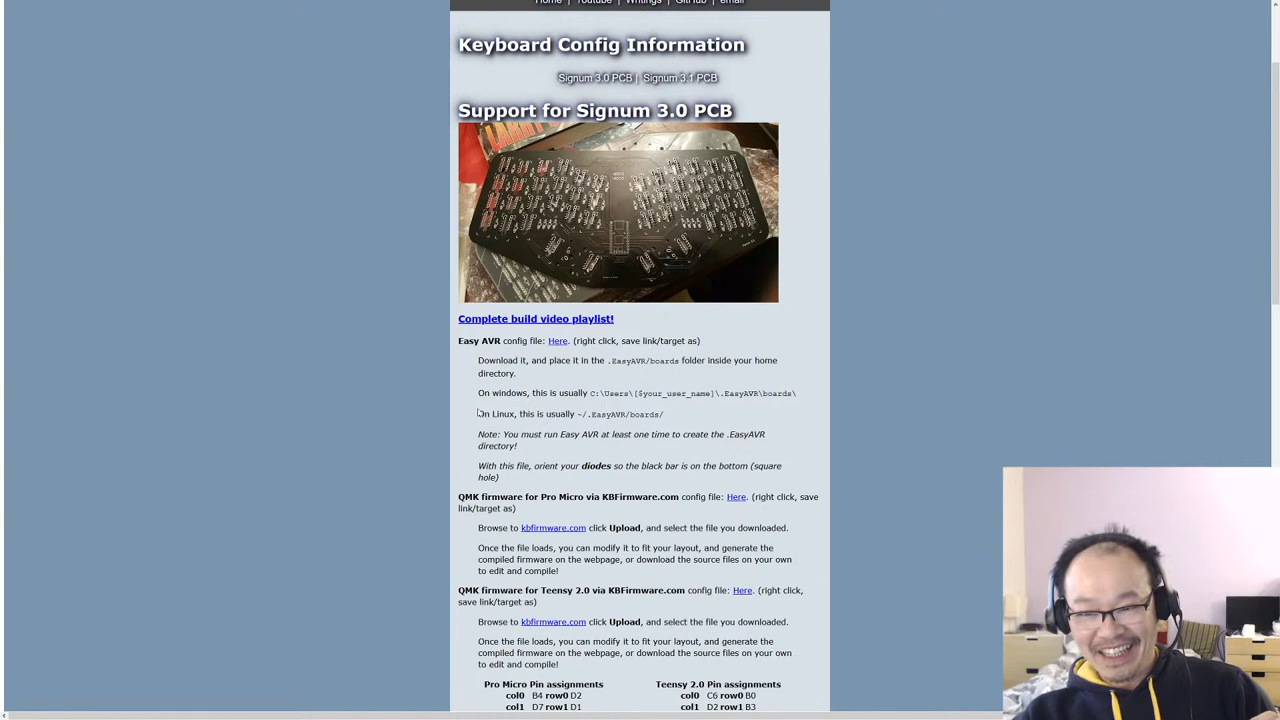 Home | Youtube | Writings | GitHub | email
Keyboard Config Information
Signum 3.0 PCB | Signum 3.1 PCB
Support for Signum 3.0 PCB
LARRY
Complete build video playlist!
Easy AVR config file: Here. (right click, save link/target as)
Download it, and place it in the .EasyAVR/boards folder inside your home
directory.
On windows, this is usually C:\Users\[$your_user_name]\.EasyAVR\boards\
On Linux, this is usually ~/.EasyAVR/boards/
Note: You must run Easy AVR at least one time to create the .EasyAVR
directory!
With this file, orient your diodes so the black bar is on the bottom (square
hole)
QMK firmware for Pro Micro via KBFirmware.com config file: Here. (right click, save
link/target as)
Browse to kbfirmware.com click Upload, and select the file you downloaded.
Once the file loads, you can modify it to fit your layout, and generate the
compiled firmware on the webpage, or download the source files on your own
to edit and compile!
QMK firmware for Teensy 2.0 via KBFirmware.com config file: Here. (right click,
save link/target as)
Browse to kbfirmware.com click Upload, and select the file you downloaded.
Once the file loads, you can modify it to fit your layout, and generate the
compiled firmware on the webpage, or download the source files on your own
to edit and compile!
Pro Micro Pin assignments
col0 B4 row0 D2
col1 D7 row1 D1
Teensy 2.0 Pin assignments
col0 C6 row0 B0
col1 D2 row1 B3